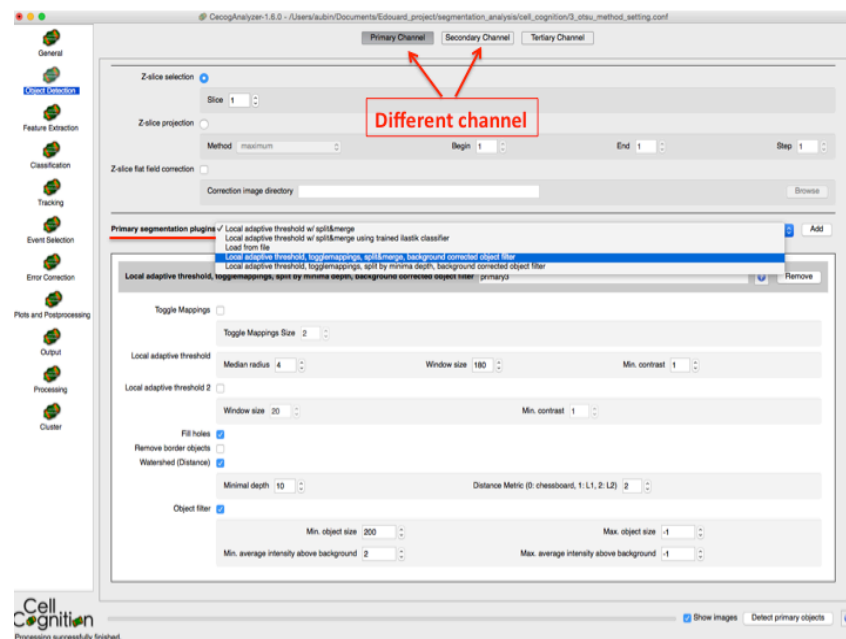 CecogAnalyzer-1.6.0 - /Users/aubin/Documents/Edouard_project/segmentation_analysis/cell_cognition/3_otsu_method_setting.conf
General
Object Detection
Feature Extraction
Classification
Tracking
Event Selection
Error Correction
Plots and Postprocessing
Output
Processing
Cluster
Primary Channel Secondary Channel Tertiary Channel
Different channel
Z-slice selection
Slice 1
Z-slice projection
Method maximum Begin 1 End 1 Step 1
Z-slice flat field correction
Correction image directory Browse
Primary segmentation plugins ✓ Local adaptive threshold w/ split&merge Add
Local adaptive threshold w/ split&merge using trained ilastik classifier
Load from file
Local adaptive threshold, togglemappings, split&merge, background corrected object filter
Local adaptive threshold, togglemappings, split by minima depth, background corrected object filter
Local adaptive threshold, togglemappings, split by minima depth, background corrected object filter primary3 Remove
Toggle Mappings
Toggle Mappings Size 2
Local adaptive threshold
Median radius 4 Window size 180 Min. contrast 1
Local adaptive threshold 2
Window size 20 Min. contrast 1
Fill holes
Remove border objects
Watershed (Distance)
Minimal depth 10 Distance Metric (0: chessboard, 1: L1, 2: L2) 2
Object filter
Min. object size 200 Max. object size -1
Min. average intensity above background 2 Max. average intensity above background -1
Cell
Cognition
Show images Detect primary objects
Processing successfully finished.